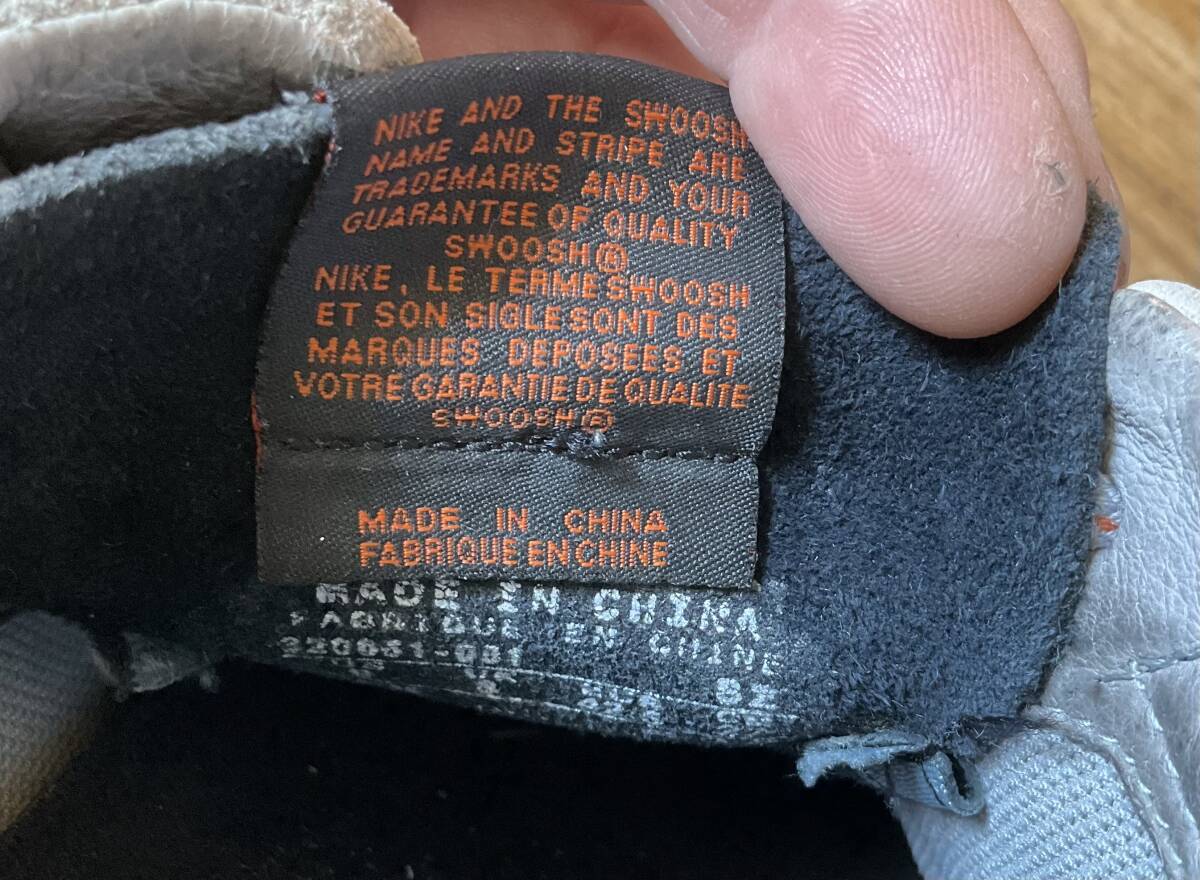 NIKE AND THE SWOOSH
NAME AND STRIPE ARE
TRADEMARKS AND YOUR
GUARANTEE OF QUALITY
SWOOSH®
NIKE, LE TERME SWOOSH
ET SON SIGLE SONT DES
MARQUES DEPOSEES ET
VOTRE GARANTIE DE QUALITE
SWOOSH®
MADE IN CHINA
FABRIQUE EN CHINE
MADE IN CHINA
FABRIQUE EN CHINE